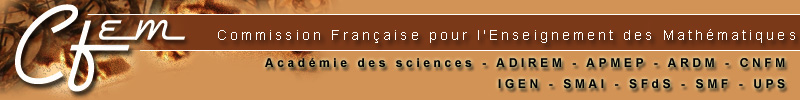 CfEM
Commission Française pour l'Enseignement des Mathématiques
Académie des sciences - ADIREM - APMEP - ARDM - CNFM
IGEN - SMAI - SFdS - SMF - UPS